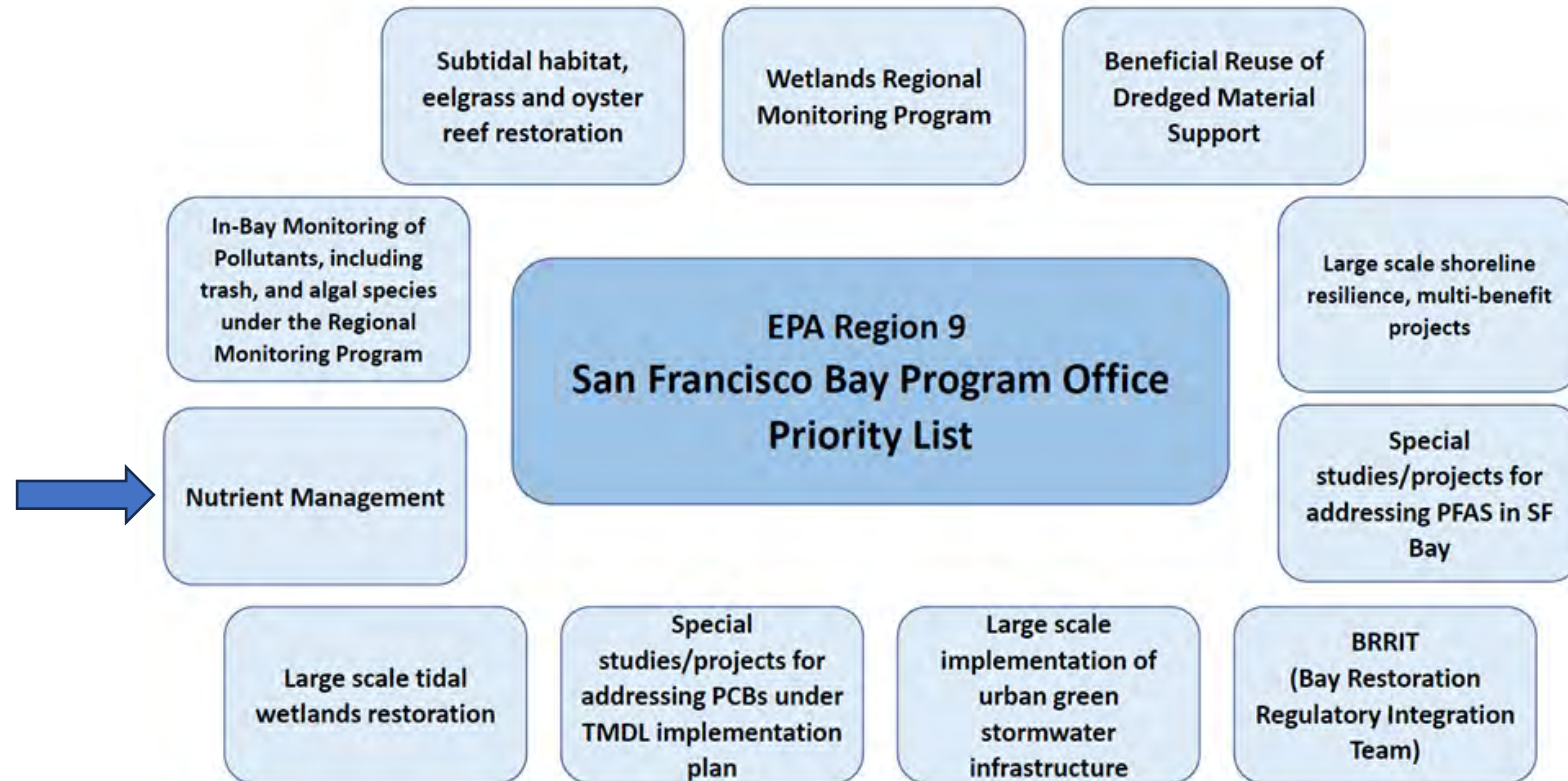 Subtidal habitat,
eelgrass and oyster
reef restoration
Wetlands Regional
Monitoring Program
Beneficial Reuse of
Dredged Material
Support
In-Bay Monitoring of
Pollutants, including
trash, and algal species
under the Regional
Monitoring Program
EPA Region 9
San Francisco Bay Program Office
Priority List
Large scale shoreline
resilience, multi-benefit
projects
Nutrient Management
Special
studies/projects for
addressing PFAS in SF
Bay
Large scale tidal
wetlands restoration
Special
studies/projects for
addressing PCBs under
TMDL implementation
plan
Large scale
implementation of
urban green
stormwater
infrastructure
BRRIT
(Bay Restoration
Regulatory Integration
Team)